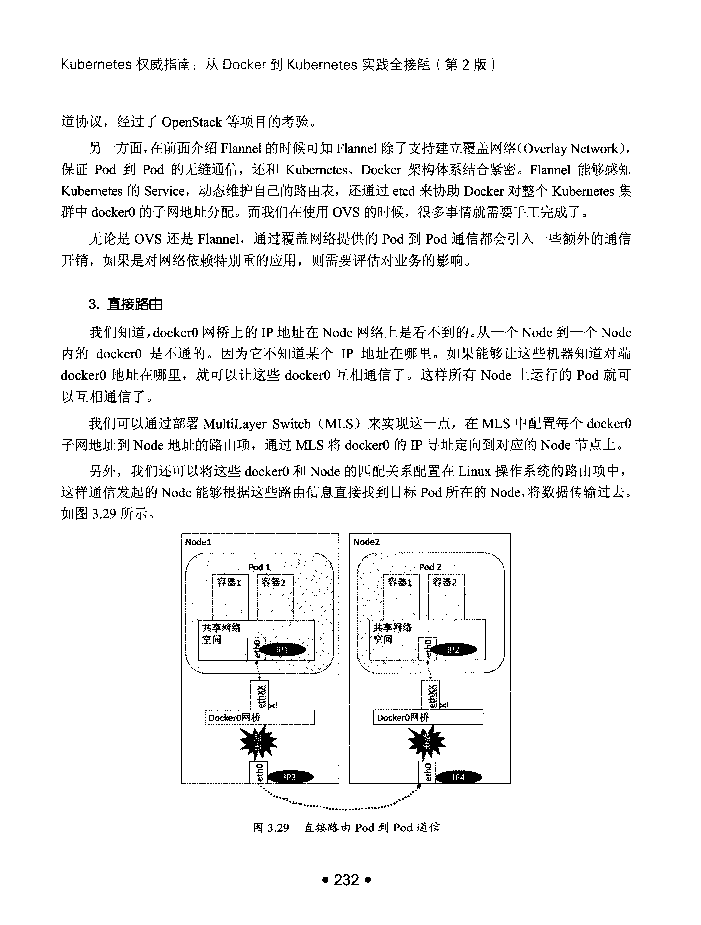 Kubernetes 权威指南：从 Docker 到 Kubernetes 实践全接触（第 2 版）
道协议，经过了 OpenStack 等项目的考验。
另一方面，在前面介绍 Flannel 的时候可知 Flannel 除了支持建立覆盖网络（Overlay Network），
保证 Pod 到 Pod 的无缝通信，还和 Kubernetes、Docker 架构体系结合紧密。Flannel 能够感知
Kubernetes 的 Service，动态维护自己的路由表，还通过 etcd 来协助 Docker 对整个 Kubernetes 集
群中 docker0 的子网地址分配。而我们在使用 OVS 的时候，很多事情就需要手工完成了。
无论是 OVS 还是 Flannel，通过覆盖网络提供的 Pod 到 Pod 通信都会引入一些额外的通信
开销，如果是对网络依赖特别重的应用，则需要评估对业务的影响。
3. 直接路由
我们知道，docker0 网桥上的 IP 地址在 Node 网络上是看不到的。从一个 Node 到一个 Node
内的 docker0 是不通的。因为它不知道某个 IP 地址在哪里。如果能够让这些机器知道对端
docker0 地址在哪里，就可以让这些 docker0 互相通信了。这样所有 Node 上运行的 Pod 就可
以互相通信了。
我们可以通过部署 MultiLayer Switch（MLS）来实现这一点，在 MLS 中配置每个 docker0
子网地址到 Node 地址的路由项，通过 MLS 将 docker0 的 IP 寻址定向到对应的 Node 节点上。
另外，我们还可以将这些 docker0 和 Node 的匹配关系配置在 Linux 操作系统的路由项中，
这样通信发起的 Node 能够根据这些路由信息直接找到目标 Pod 所在的 Node，将数据传输过去。
如图 3.29 所示。
Node1
Pod 1
容器1
容器2
共享网络
空间
eth0
IP1
ethXX
Docker0网桥
eth0
IP3
Node2
Pod 2
容器1
容器2
共享网络
空间
eth0
IP2
ethXX
Docker0网桥
eth0
IP4
图 3.29 直接路由 Pod 到 Pod 通信
• 232 •